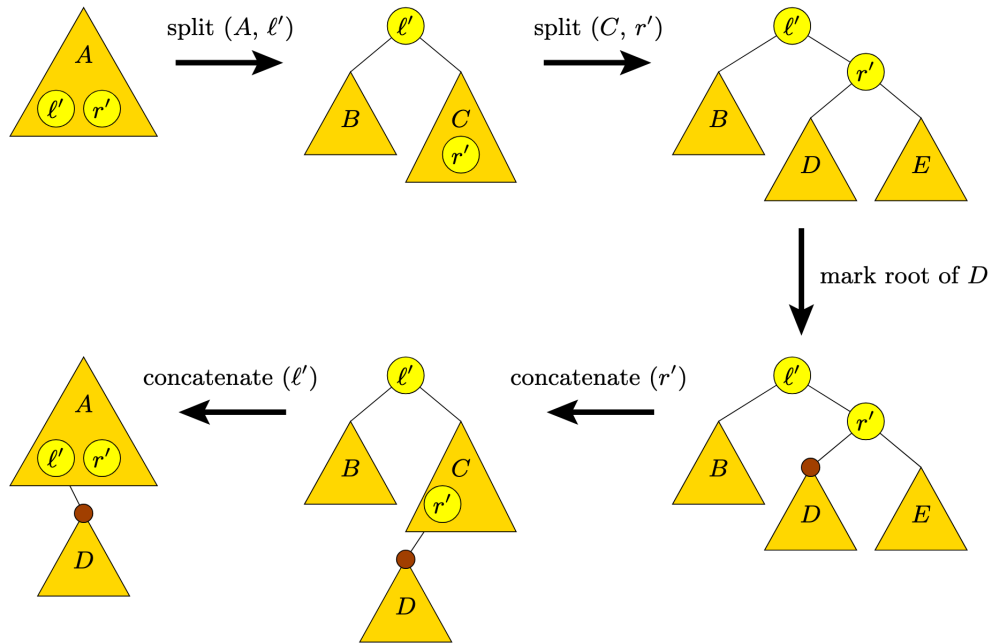 A
ℓ′ r′
split (A, ℓ′)
ℓ′
B
C
r′
split (C, r′)
ℓ′
r′
B
D
E
mark root of D
ℓ′
r′
B
D
E
concatenate (r′)
ℓ′
B
C
r′
D
concatenate (ℓ′)
A
ℓ′ r′
D